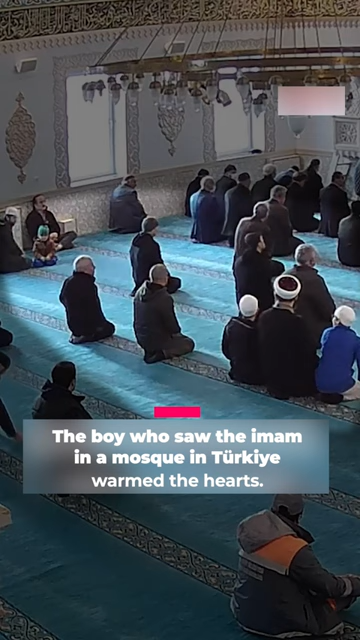 The boy who saw the imam
in a mosque in Türkiye
warmed the hearts.